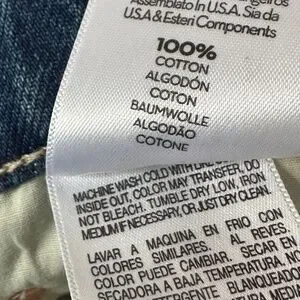 Assemblato In U.S.A. Sia da
U.S.A & Esteri Components
100%
COTTON
ALGODÓN
COTON
BAUMWOLLE
ALGODÃO
COTONE
MACHINE WASH COLD WITH LIKE COLORS
INSIDE OUT, COLOR MAY TRANSFER, DO
NOT BLEACH. TUMBLE DRY LOW, IRON
MEDIUM IF NECESSARY, OR JUST DRY CLEAN.
LAVAR A MAQUINA EN FRIO CON
COLORES SIMILARES. AL REVES.
COLOR PUEDE CAMBIAR. SECAR EN
SECADORA A BAJA TEMPERATURA, NO
BLANQUEADOR